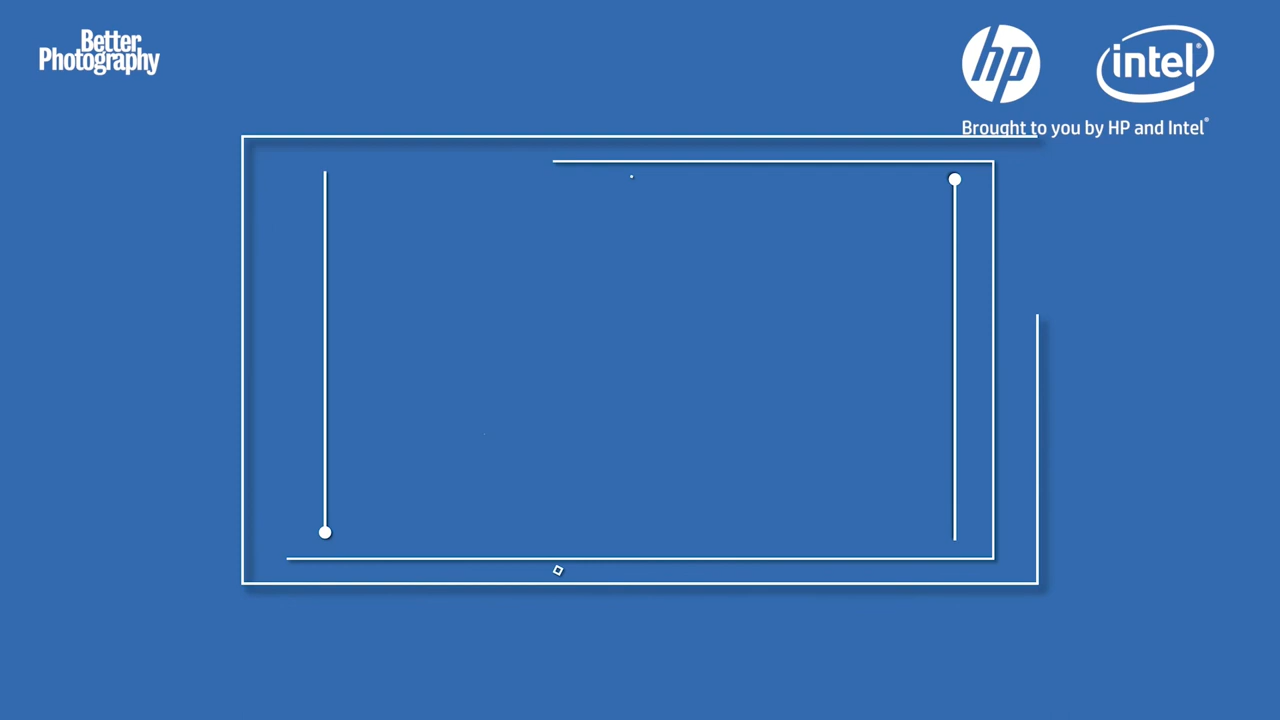 Better
Photography
hp
intel®
Brought to you by HP and Intel®